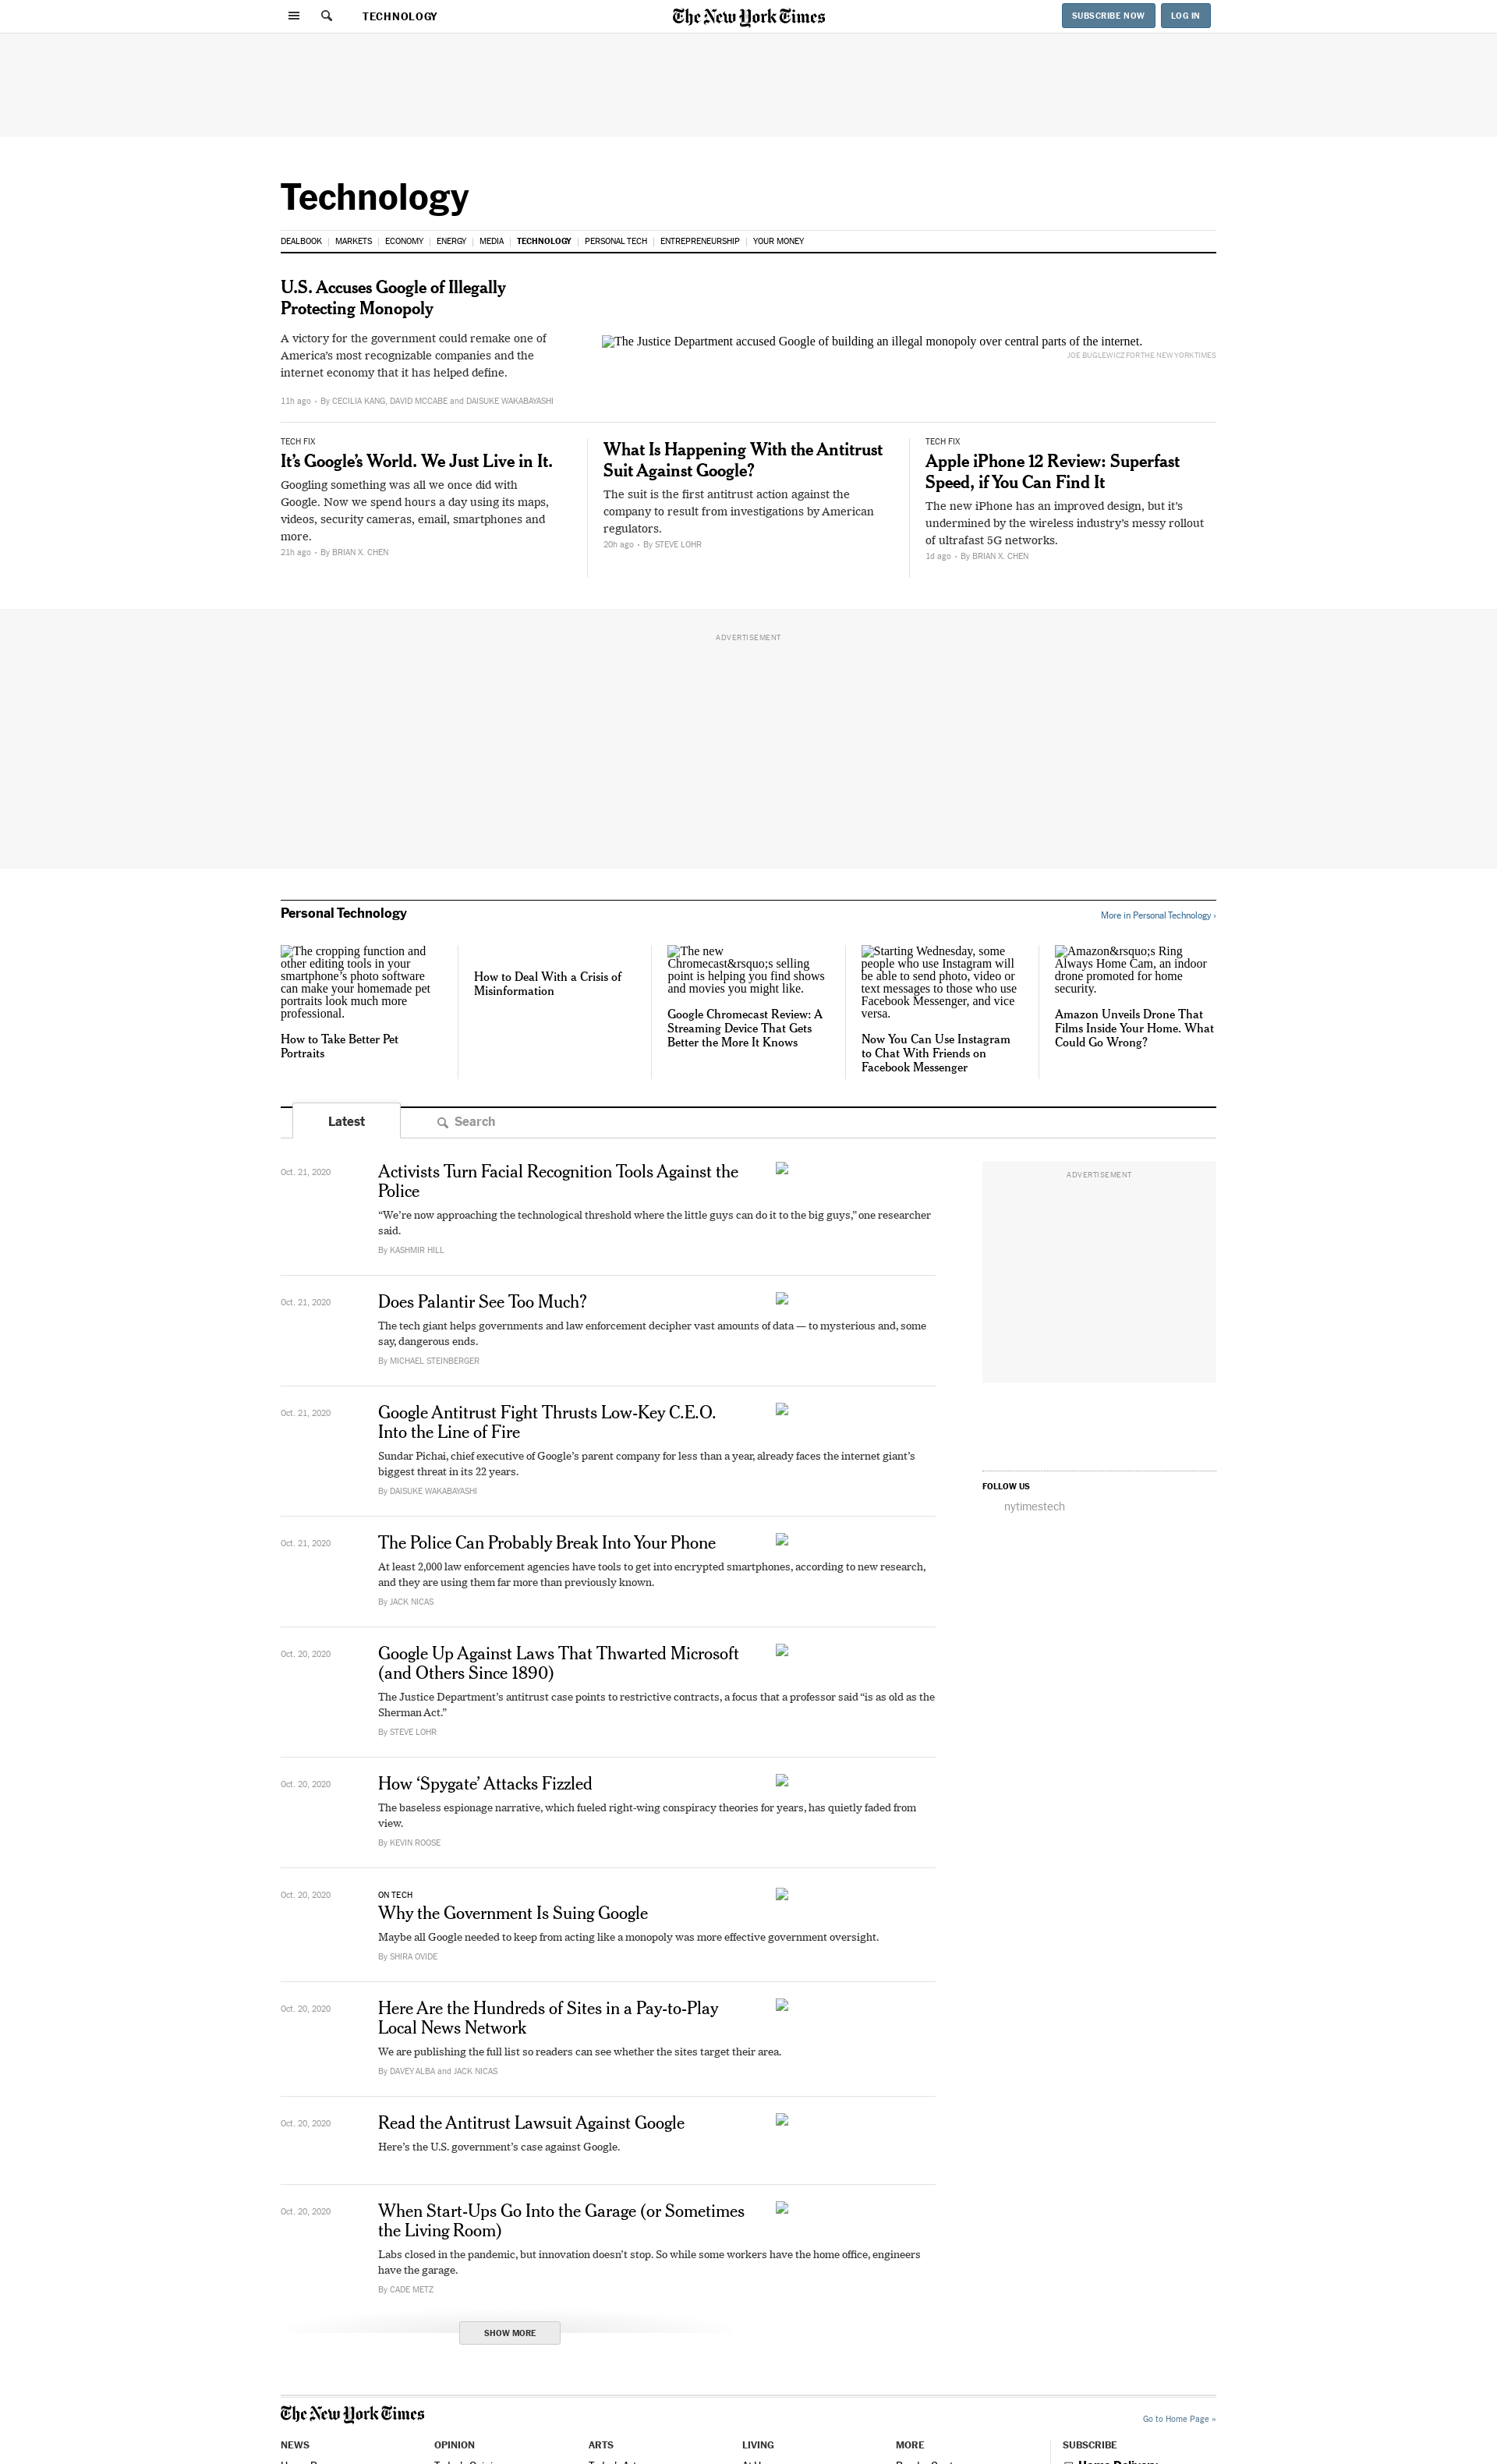 TECHNOLOGY
The New York Times
SUBSCRIBE NOW
LOG IN
Technology
DEALBOOK
MARKETS
ECONOMY
ENERGY
MEDIA
TECHNOLOGY
PERSONAL TECH
ENTREPRENEURSHIP
YOUR MONEY
U.S. Accuses Google of Illegally
Protecting Monopoly
A victory for the government could remake one of
America’s most recognizable companies and the
internet economy that it has helped define.
11h ago • By CECILIA KANG, DAVID MCCABE and DAISUKE WAKABAYASHI
The Justice Department accused Google of building an illegal monopoly over central parts of the internet.
JOE BUGLEWICZ FOR THE NEW YORK TIMES
TECH FIX
It’s Google’s World. We Just Live in It.
Googling something was all we once did with
Google. Now we spend hours a day using its maps,
videos, security cameras, email, smartphones and
more.
21h ago • By BRIAN X. CHEN
What Is Happening With the Antitrust
Suit Against Google?
The suit is the first antitrust action against the
company to result from investigations by American
regulators.
20h ago • By STEVE LOHR
TECH FIX
Apple iPhone 12 Review: Superfast
Speed, if You Can Find It
The new iPhone has an improved design, but it’s
undermined by the wireless industry’s messy rollout
of ultrafast 5G networks.
1d ago • By BRIAN X. CHEN
ADVERTISEMENT
Personal Technology
More in Personal Technology ›
The cropping function and
other editing tools in your
smartphone’s photo software
can make your homemade pet
portraits look much more
professional.
How to Take Better Pet
Portraits
How to Deal With a Crisis of
Misinformation
The new
Chromecast&rsquo;s selling
point is helping you find shows
and movies you might like.
Google Chromecast Review: A
Streaming Device That Gets
Better the More It Knows
Starting Wednesday, some
people who use Instagram will
be able to send photo, video or
text messages to those who use
Facebook Messenger, and vice
versa.
Now You Can Use Instagram
to Chat With Friends on
Facebook Messenger
Amazon&rsquo;s Ring
Always Home Cam, an indoor
drone promoted for home
security.
Amazon Unveils Drone That
Films Inside Your Home. What
Could Go Wrong?
Latest
Search
Oct. 21, 2020
Activists Turn Facial Recognition Tools Against the
Police
“We’re now approaching the technological threshold where the little guys can do it to the big guys,” one researcher
said.
By KASHMIR HILL
ADVERTISEMENT
Oct. 21, 2020
Does Palantir See Too Much?
The tech giant helps governments and law enforcement decipher vast amounts of data — to mysterious and, some
say, dangerous ends.
By MICHAEL STEINBERGER
Oct. 21, 2020
Google Antitrust Fight Thrusts Low-Key C.E.O.
Into the Line of Fire
Sundar Pichai, chief executive of Google’s parent company for less than a year, already faces the internet giant’s
biggest threat in its 22 years.
By DAISUKE WAKABAYASHI
FOLLOW US
nytimestech
Oct. 21, 2020
The Police Can Probably Break Into Your Phone
At least 2,000 law enforcement agencies have tools to get into encrypted smartphones, according to new research,
and they are using them far more than previously known.
By JACK NICAS
Oct. 20, 2020
Google Up Against Laws That Thwarted Microsoft
(and Others Since 1890)
The Justice Department’s antitrust case points to restrictive contracts, a focus that a professor said “is as old as the
Sherman Act.”
By STEVE LOHR
Oct. 20, 2020
How ‘Spygate’ Attacks Fizzled
The baseless espionage narrative, which fueled right-wing conspiracy theories for years, has quietly faded from
view.
By KEVIN ROOSE
Oct. 20, 2020
ON TECH
Why the Government Is Suing Google
Maybe all Google needed to keep from acting like a monopoly was more effective government oversight.
By SHIRA OVIDE
Oct. 20, 2020
Here Are the Hundreds of Sites in a Pay-to-Play
Local News Network
We are publishing the full list so readers can see whether the sites target their area.
By DAVEY ALBA and JACK NICAS
Oct. 20, 2020
Read the Antitrust Lawsuit Against Google
Here’s the U.S. government’s case against Google.
Oct. 20, 2020
When Start-Ups Go Into the Garage (or Sometimes
the Living Room)
Labs closed in the pandemic, but innovation doesn’t stop. So while some workers have the home office, engineers
have the garage.
By CADE METZ
SHOW MORE
The New York Times
Go to Home Page »
NEWS
OPINION
ARTS
LIVING
MORE
SUBSCRIBE